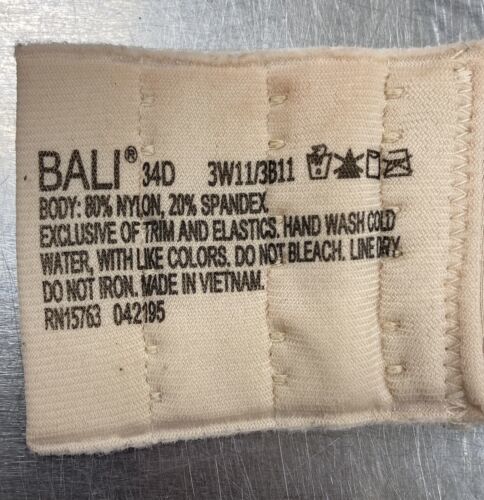 BALI® 34D 3W11/3B11
BODY: 80% NYLON, 20% SPANDEX
EXCLUSIVE OF TRIM AND ELASTICS. HAND WASH COLD
WATER, WITH LIKE COLORS. DO NOT BLEACH. LINE DRY.
DO NOT IRON. MADE IN VIETNAM.
RN15763 042195